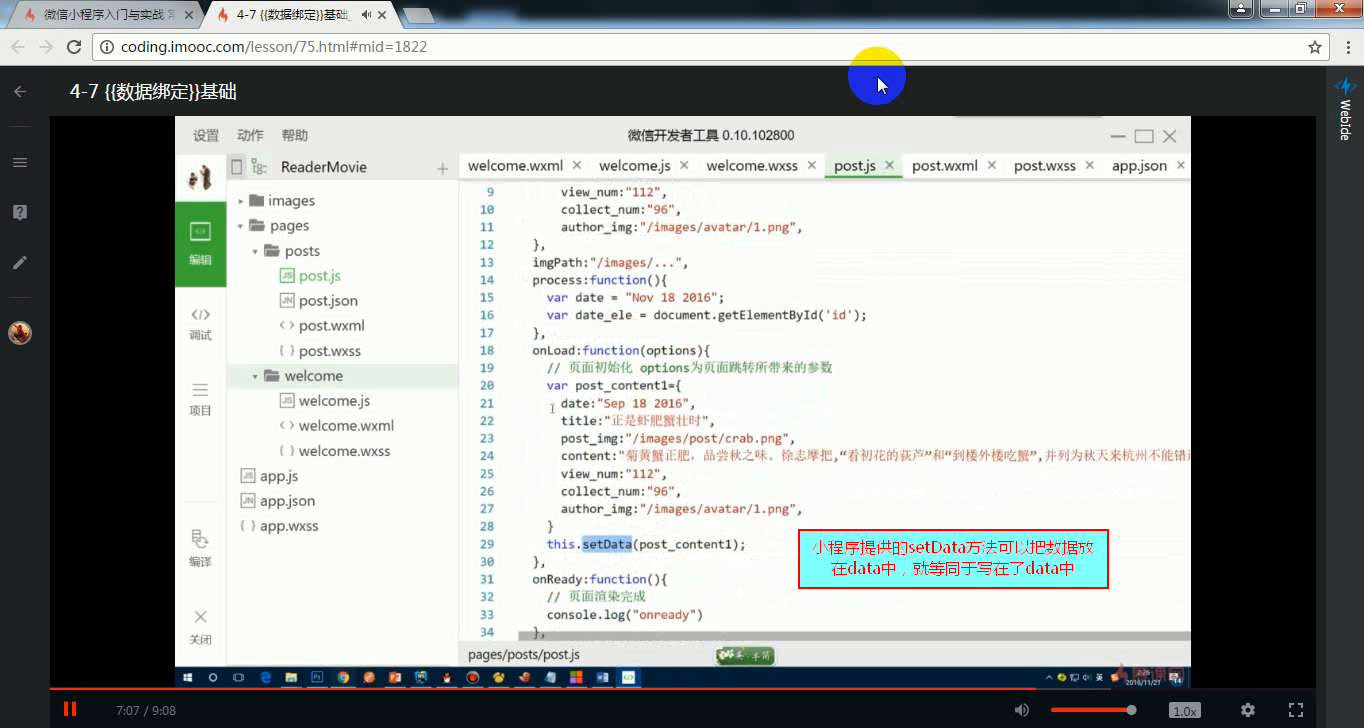 微信小程序入门与实战
4-7 {{数据绑定}}基础_
coding.imooc.com/lesson/75.html#mid=1822
4-7 {{数据绑定}}基础
WebIde
设置 动作 帮助 微信开发者工具 0.10.102800
ReaderMovie
welcome.wxml welcome.js welcome.wxss post.js post.wxml post.wxss app.json
编辑
调试
项目
编译
关闭
images
pages
posts
post.js
post.json
post.wxml
post.wxss
welcome
welcome.js
welcome.wxml
welcome.wxss
app.js
app.json
app.wxss
9 view_num:"112",
10 collect_num:"96",
11 author_img:"/images/avatar/1.png",
12 },
13 imgPath:"/images/...",
14 process:function(){
15 var date = "Nov 18 2016";
16 var date_ele = document.getElementById('id');
17 },
18 onLoad:function(options){
19 // 页面初始化 options为页面跳转所带来的参数
20 var post_content1={
21 date:"Sep 18 2016",
22 title:"正是虾肥蟹壮时",
23 post_img:"/images/post/crab.png",
24 content:"菊黄蟹正肥，品尝秋之味。徐志摩把,“看初花的荻芦”和“到楼外楼吃蟹”,并列为秋天来杭州不能错
25 view_num:"112",
26 collect_num:"96",
27 author_img:"/images/avatar/1.png",
28 }
29 this.setData(post_content1);
30 },
31 onReady:function(){
32 // 页面渲染完成
33 console.log("onready")
34 },
小程序提供的setData方法可以把数据放
在data中，就等同于写在了data中
pages/posts/post.js
英
简
英
2:26
2016/11/21
7:07 / 9:08
1.0x